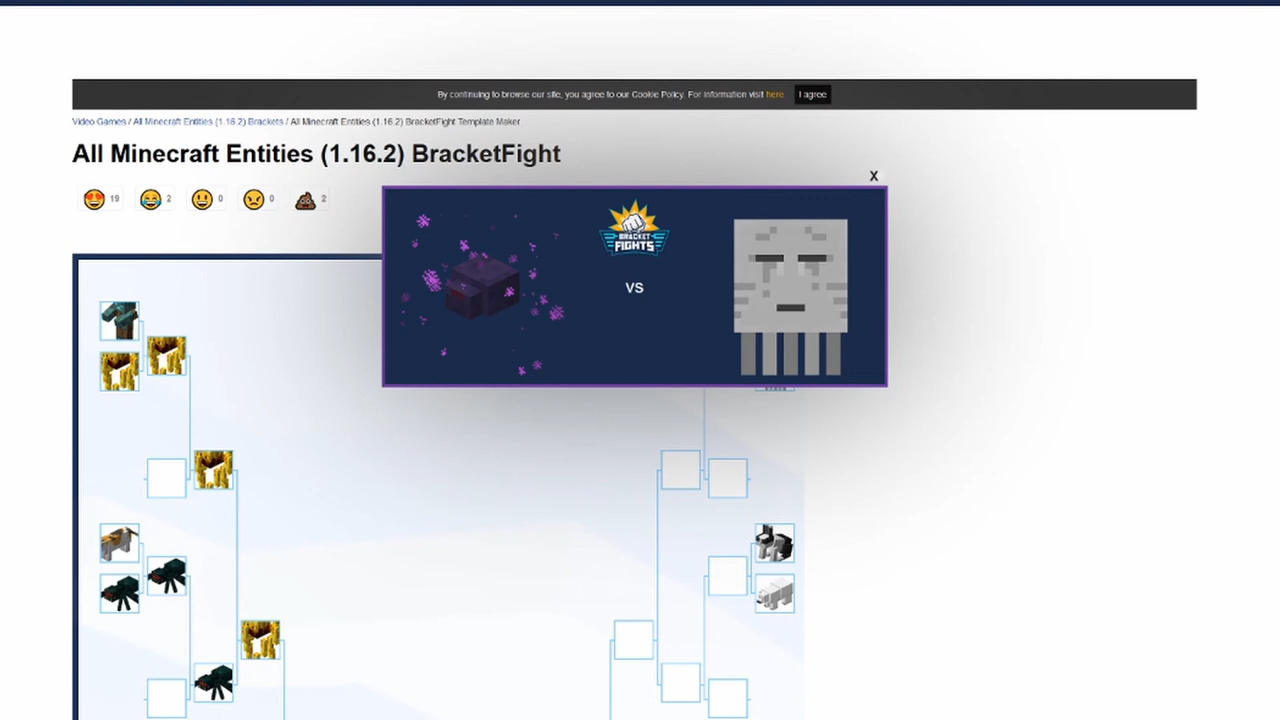 By continuing to browse our site, you agree to our Cookie Policy. For information visit here. I agree
Video Games / All Minecraft Entities (1.16.2) Brackets / All Minecraft Entities (1.16.2) BracketFight Template Maker
All Minecraft Entities (1.16.2) BracketFight
19 2 0 0 2
X
BRACKET
FIGHTS
VS